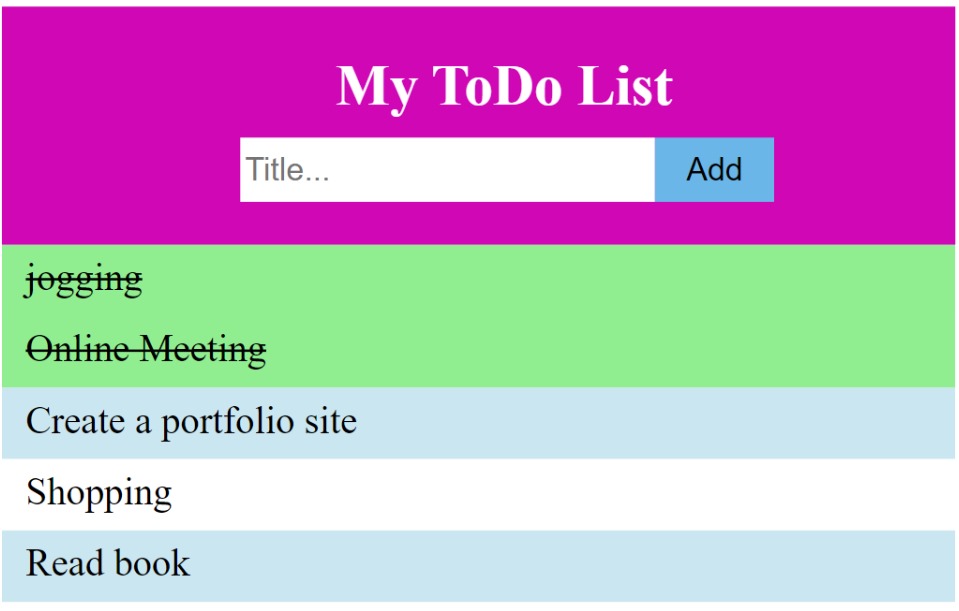 My ToDo List
Title...
Add
jogging
Online Meeting
Create a portfolio site
Shopping
Read book